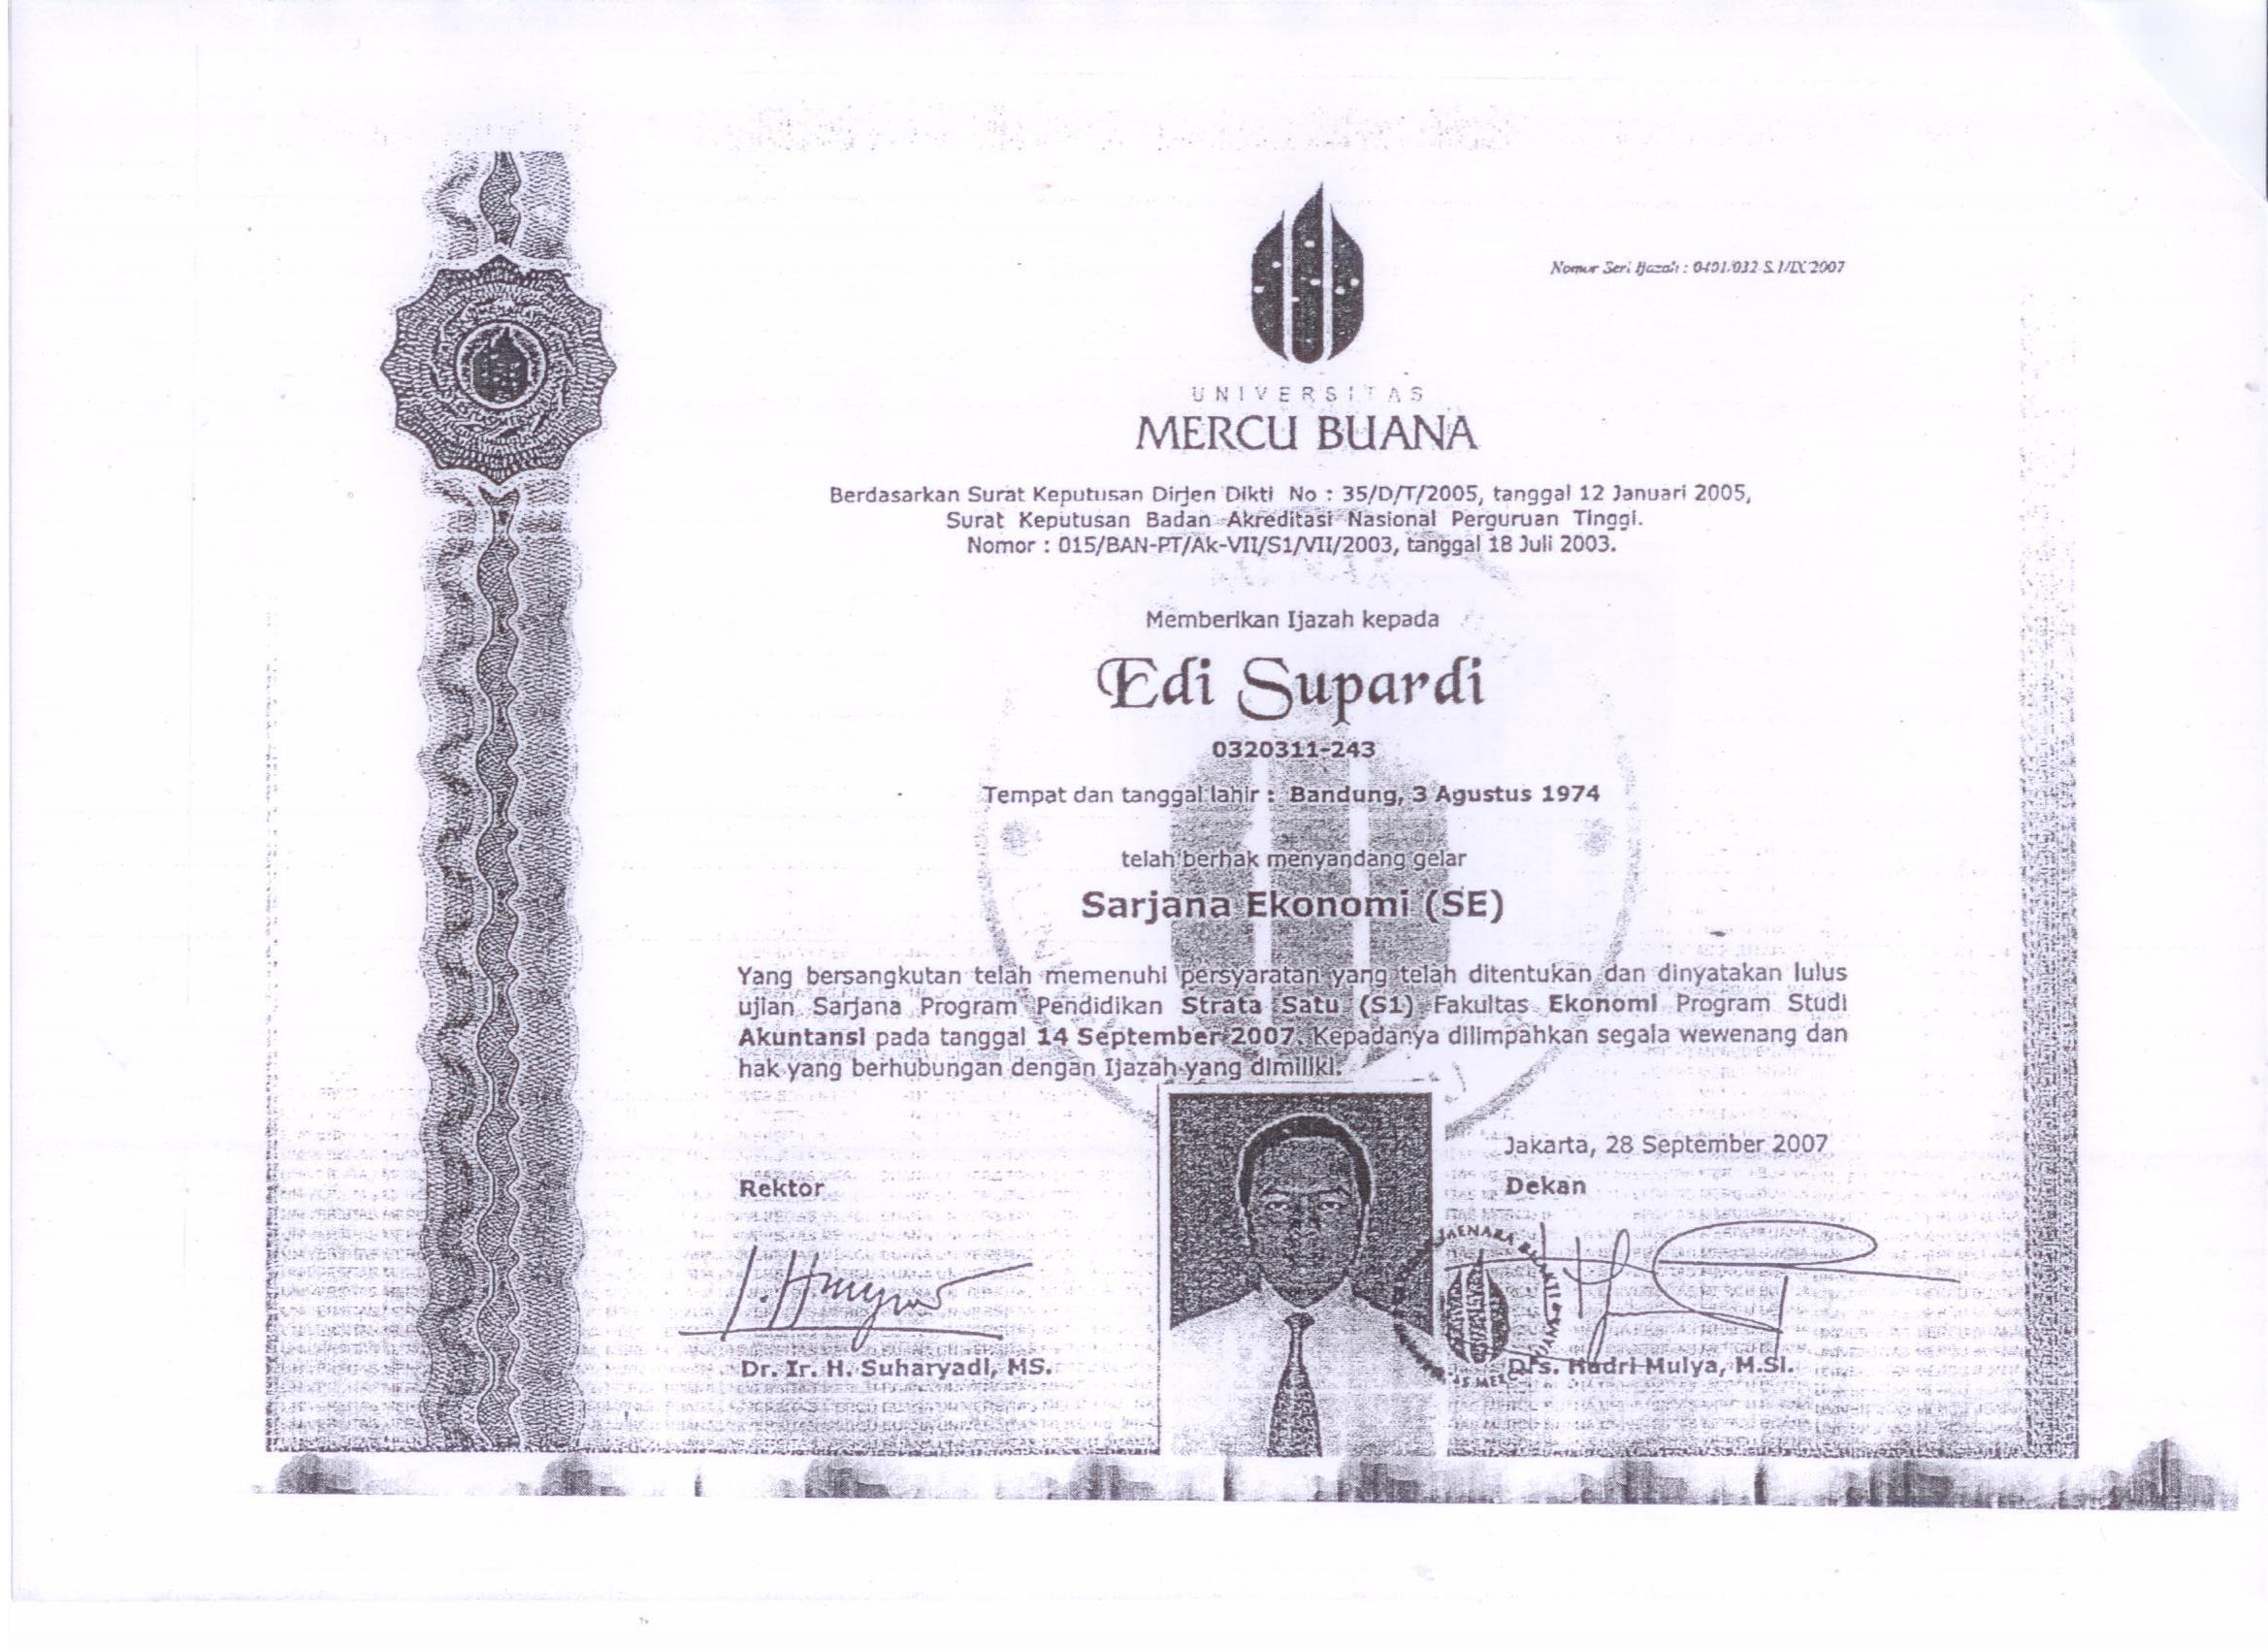 Nomor Seri Ijazah : 0401/032-S.1/IX/2007
UNIVERSITAS
MERCU BUANA
Berdasarkan Surat Keputusan Dirjen Dikti No : 35/D/T/2005, tanggal 12 Januari 2005,
Surat Keputusan Badan Akreditasi Nasional Perguruan Tinggi.
Nomor : 015/BAN-PT/Ak-VII/S1/VII/2003, tanggal 18 Juli 2003.
Memberikan Ijazah kepada
Edi Supardi
0320311-243
Tempat dan tanggal lahir : Bandung, 3 Agustus 1974
telah berhak menyandang gelar
Sarjana Ekonomi (SE)
Yang bersangkutan telah memenuhi persyaratan yang telah ditentukan dan dinyatakan lulus
ujian Sarjana Program Pendidikan Strata Satu (S1) Fakultas Ekonomi Program Studi
Akuntansi pada tanggal 14 September 2007. Kepadanya dilimpahkan segala wewenang dan
hak yang berhubungan dengan Ijazah yang dimiliki.
Jakarta, 28 September 2007
Rektor
Dekan
Dr. Ir. H. Suharyadi, MS.
Drs. Hadri Mulya, M.Si.